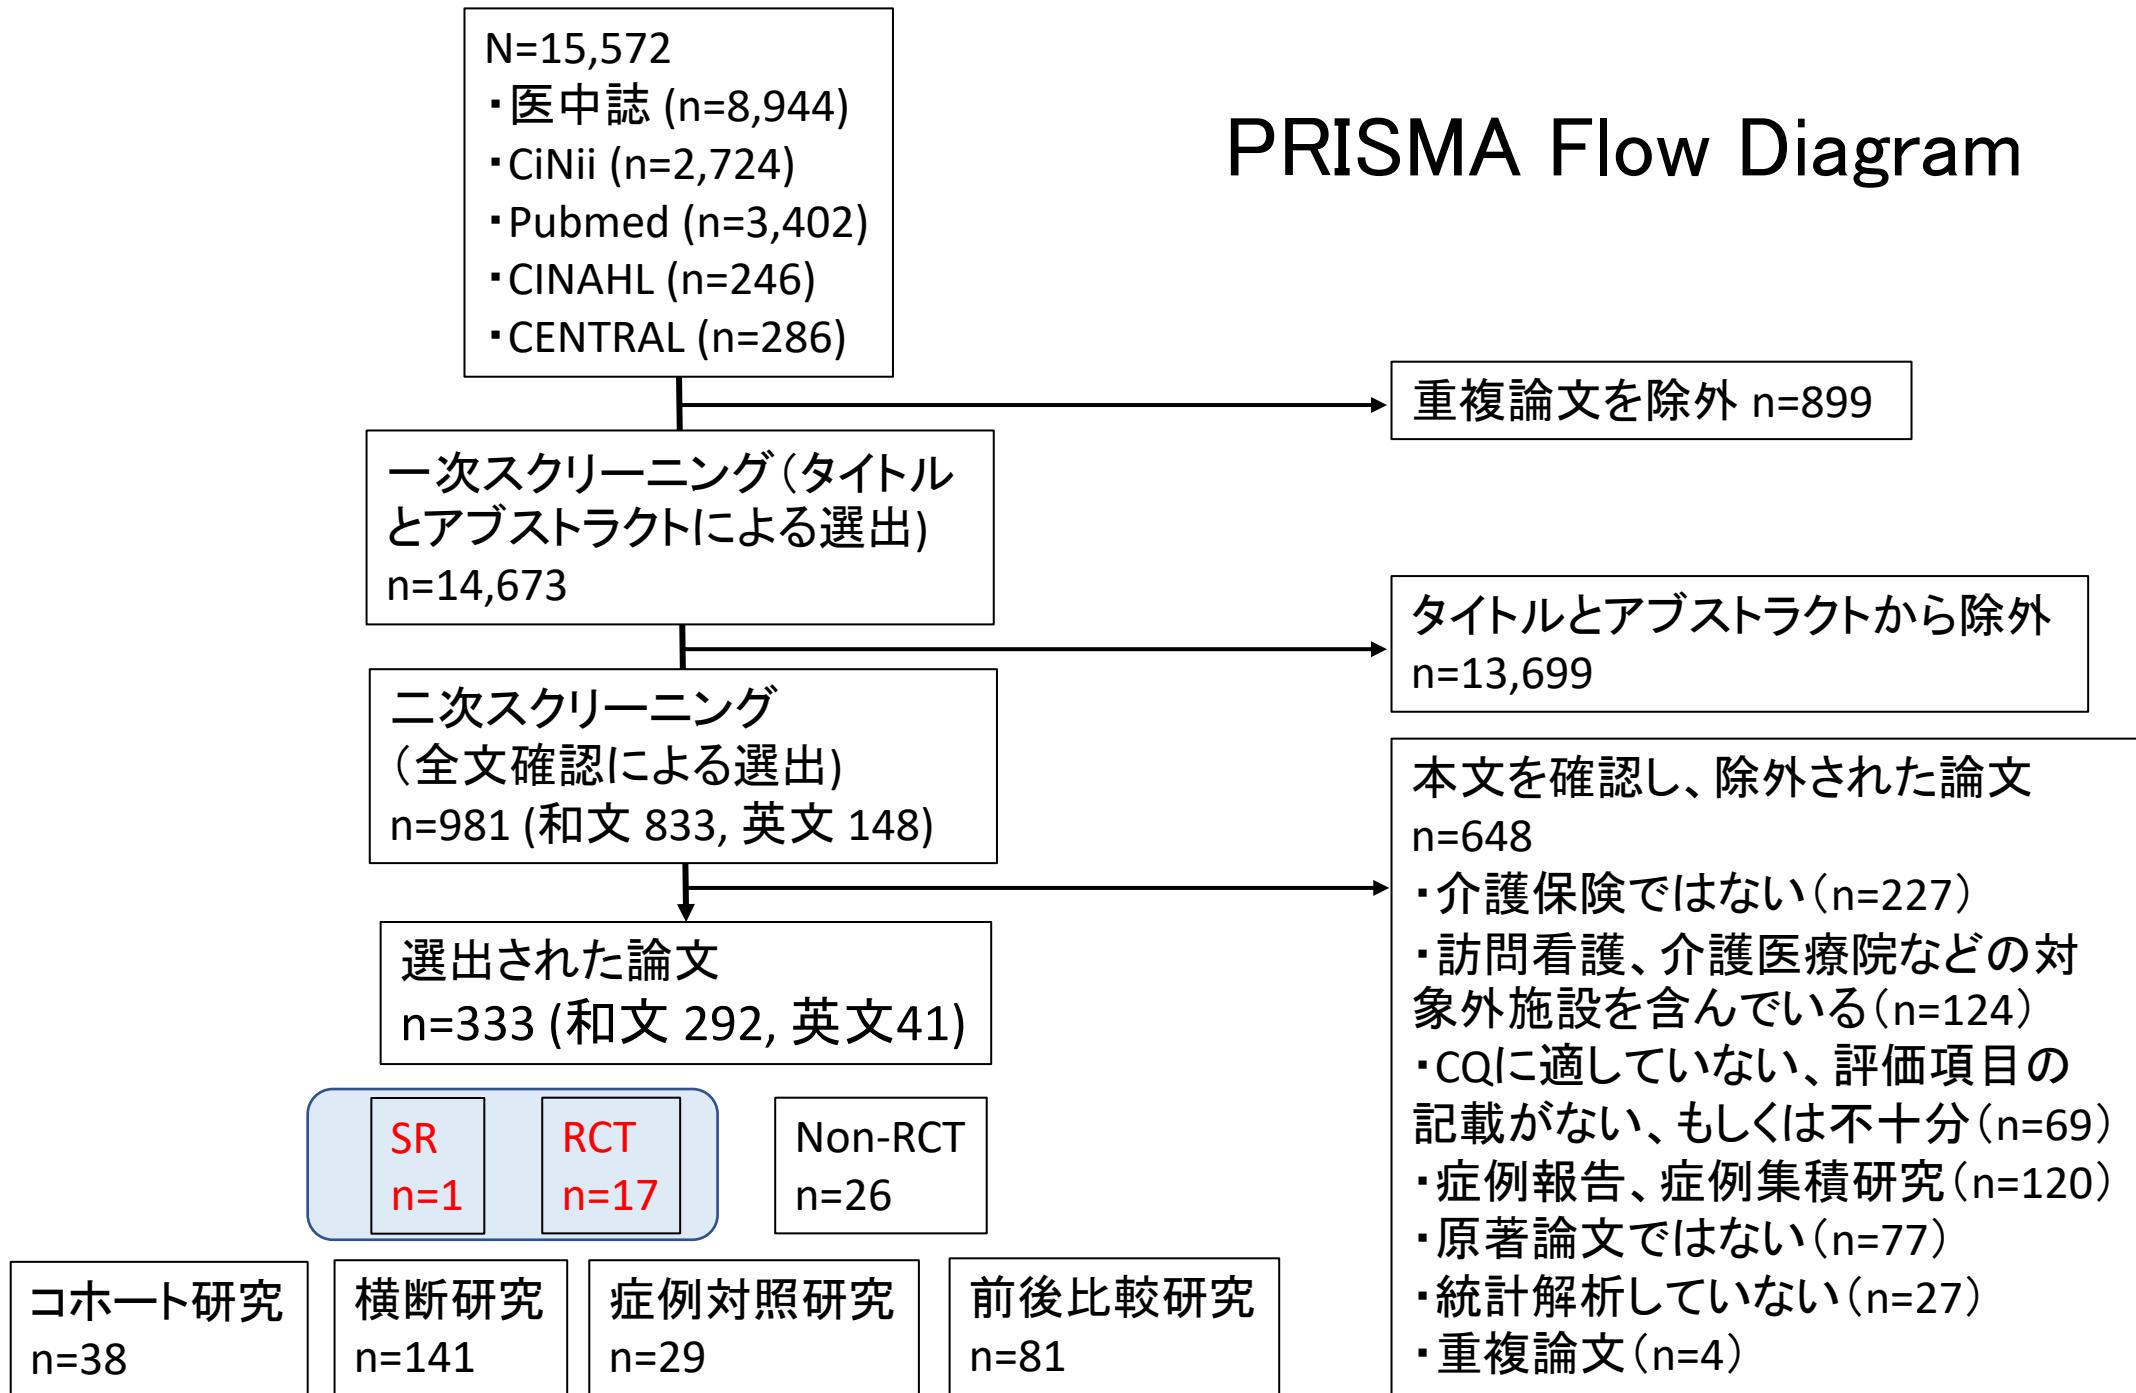 PRISMA Flow Diagram
N=15,572
・医中誌 (n=8,944)
・CiNii (n=2,724)
・Pubmed (n=3,402)
・CINAHL (n=246)
・CENTRAL (n=286)
重複論文を除外 n=899
一次スクリーニング（タイトル
とアブストラクトによる選出)
n=14,673
タイトルとアブストラクトから除外
n=13,699
二次スクリーニング
（全文確認による選出)
n=981 (和文 833, 英文 148)
本文を確認し、除外された論文
n=648
・介護保険ではない（n=227）
・訪問看護、介護医療院などの対
象外施設を含んでいる（n=124）
・CQに適していない、評価項目の
記載がない、もしくは不十分（n=69）
・症例報告、症例集積研究（n=120）
・原著論文ではない（n=77）
・統計解析していない（n=27）
・重複論文（n=4）
選出された論文
n=333 (和文 292, 英文41)
SR
n=1
RCT
n=17
Non-RCT
n=26
コホート研究
n=38
横断研究
n=141
症例対照研究
n=29
前後比較研究
n=81